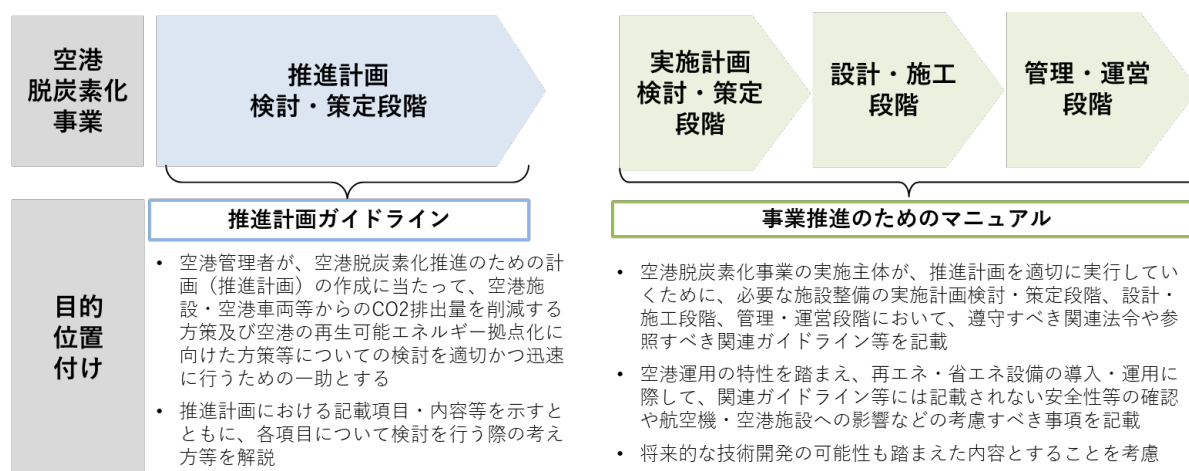 空港
脱炭素化
事業
推進計画
検討・策定段階
実施計画
検討・策定
段階
設計・施工
段階
管理・運営
段階
目的
位置
付け
推進計画ガイドライン
• 空港管理者が、空港脱炭素化推進のための計
画（推進計画）の作成に当たって、空港施
設・空港車両等からのCO2排出量を削減する
方策及び空港の再生可能エネルギー拠点化に
向けた方策等についての検討を適切かつ迅速
に行うための一助とする
• 推進計画における記載項目・内容等を示すと
ともに、各項目について検討を行う際の考え
方等を解説
事業推進のためのマニュアル
• 空港脱炭素化事業の実施主体が、推進計画を適切に実行してい
くために、必要な施設整備の実施計画検討・策定段階、設計・
施工段階、管理・運営段階において、遵守すべき関連法令や参
照すべき関連ガイドライン等を記載
• 空港運用の特性を踏まえ、再エネ・省エネ設備の導入・運用に
際して、関連ガイドライン等には記載されない安全性等の確認
や航空機・空港施設への影響などの考慮すべき事項を記載
• 将来的な技術開発の可能性も踏まえた内容とすることを考慮